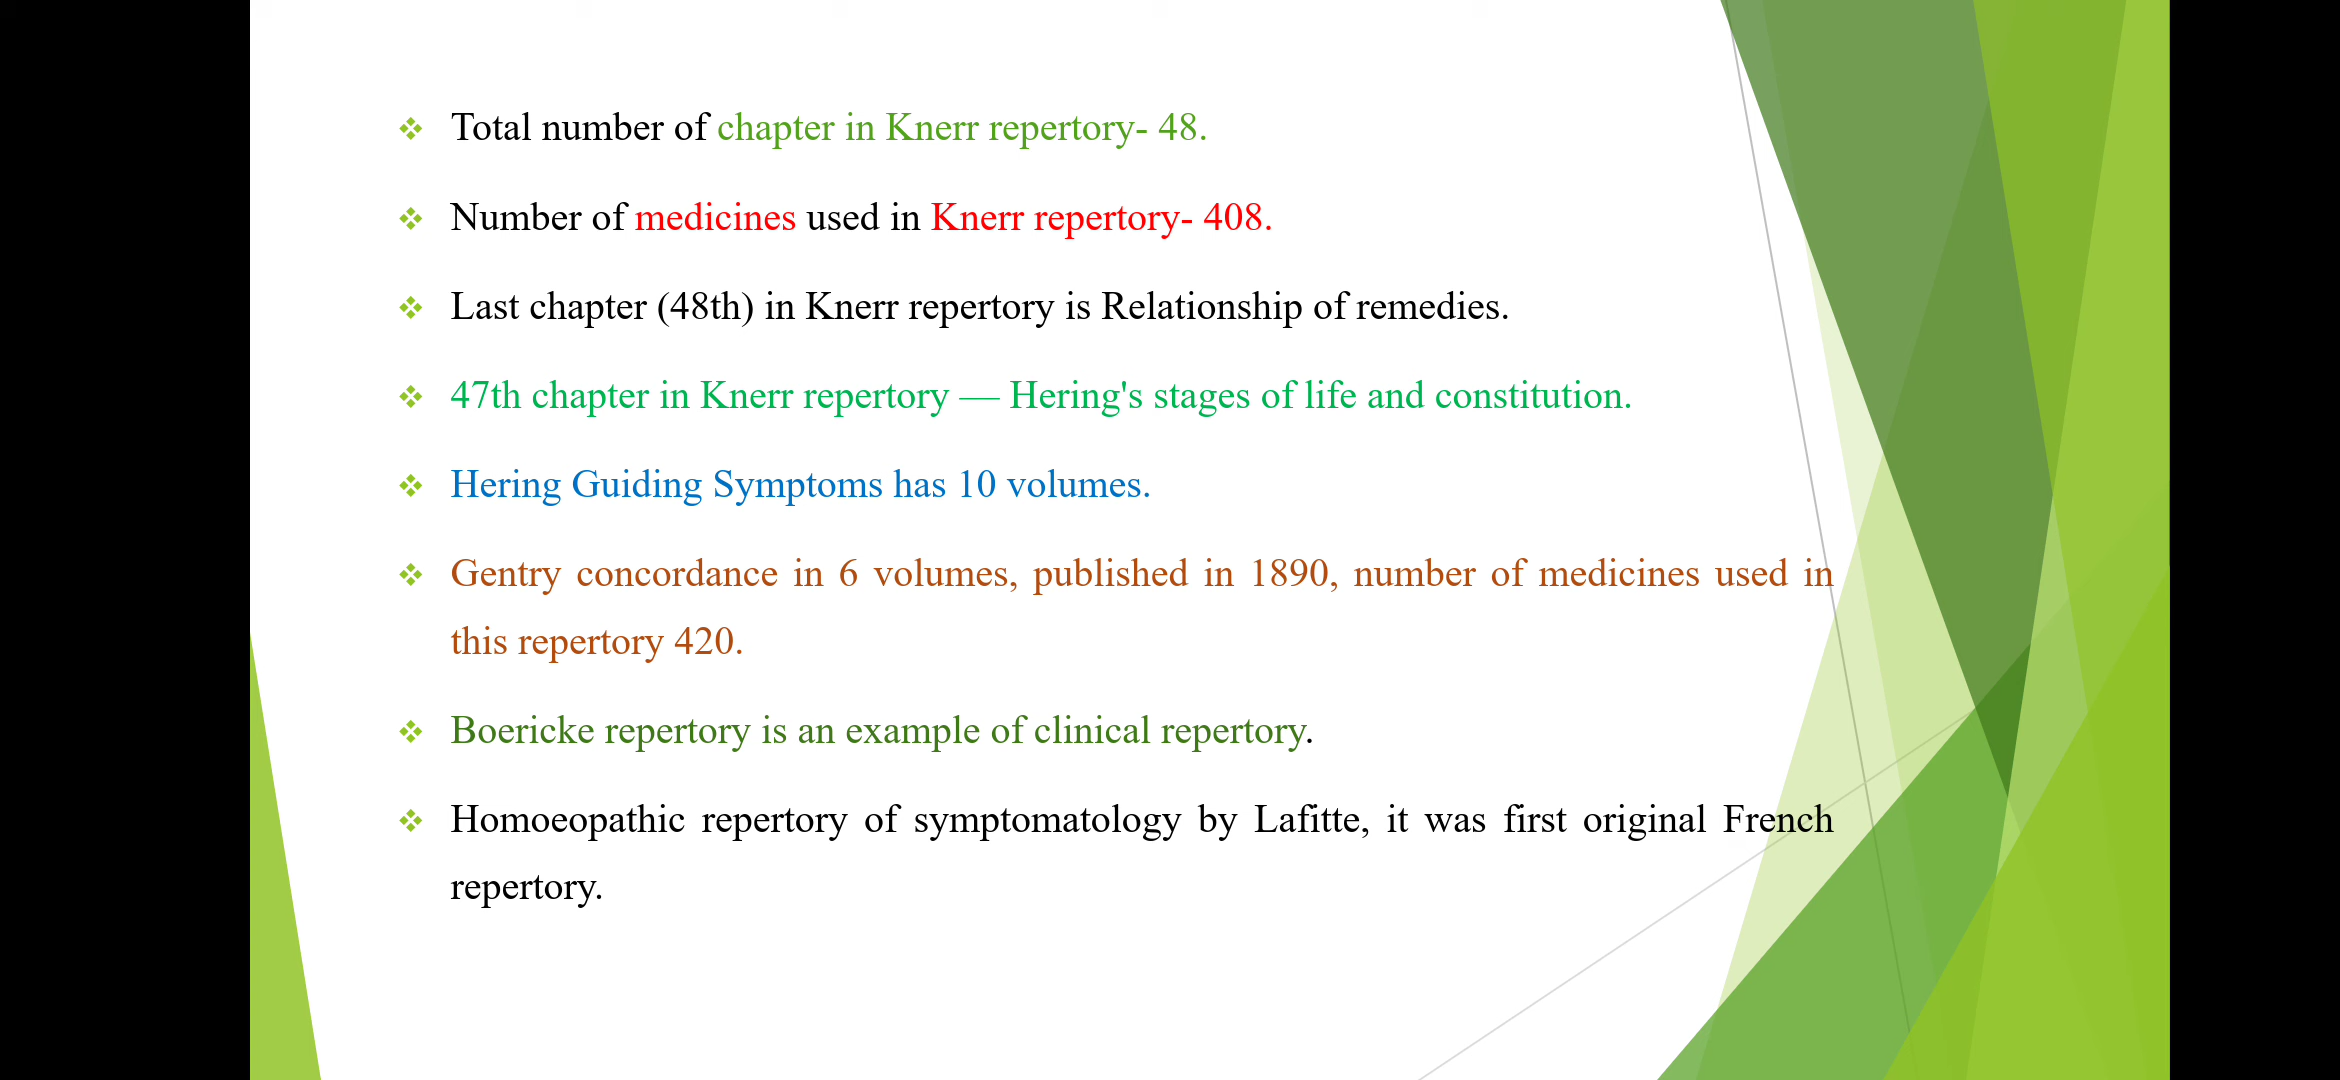 Total number of chapter in Knerr repertory- 48.
Number of medicines used in Knerr repertory- 408.
Last chapter (48th) in Knerr repertory is Relationship of remedies.
47th chapter in Knerr repertory — Hering's stages of life and constitution.
Hering Guiding Symptoms has 10 volumes.
Gentry concordance in 6 volumes, published in 1890, number of medicines used in
this repertory 420.
Boericke repertory is an example of clinical repertory.
Homoeopathic repertory of symptomatology by Lafitte, it was first original French
repertory.